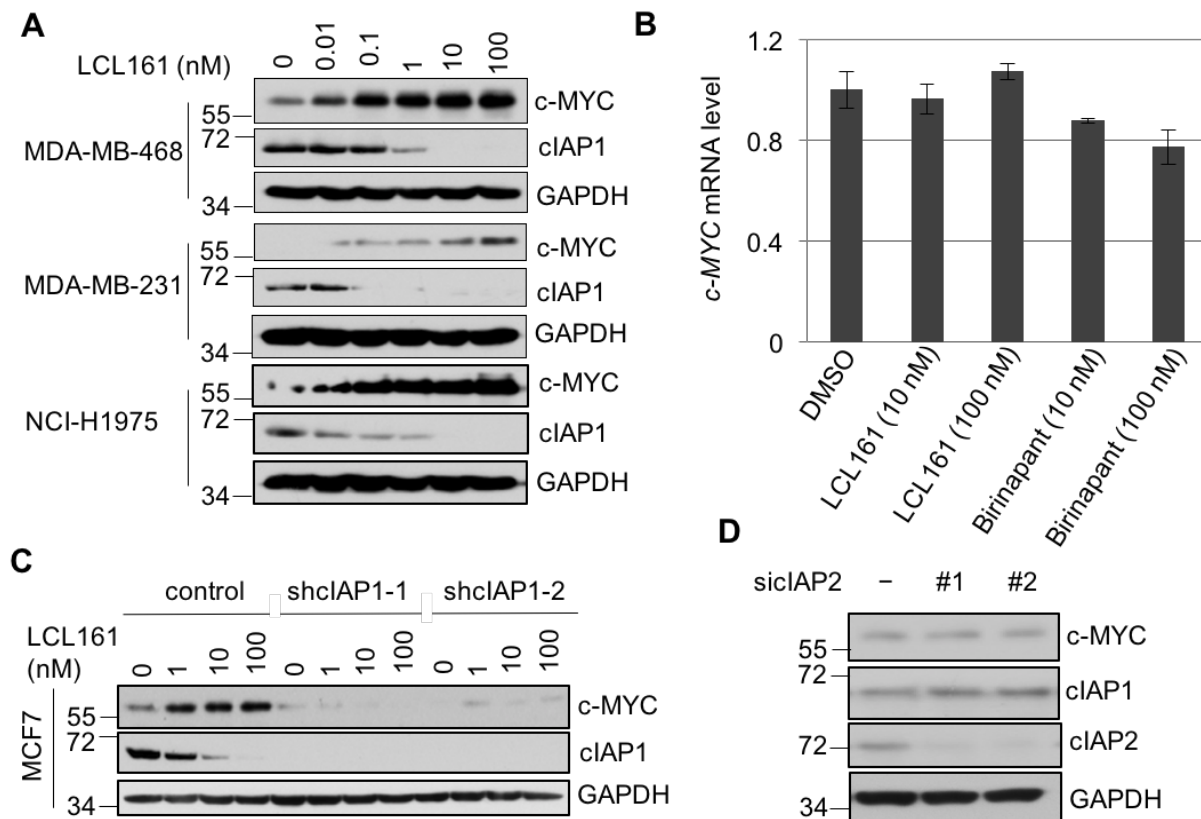 A
LCL161 (nM)
0 0.01 0.1 1 10 100
MDA-MB-468
55
c-MYC
72
cIAP1
34
GAPDH
MDA-MB-231
55
c-MYC
72
cIAP1
34
GAPDH
NCI-H1975
55
c-MYC
72
cIAP1
34
GAPDH
B
c-MYC mRNA level
1.2
0.8
0.4
0
DMSO
LCL161 (10 nM)
LCL161 (100 nM)
Birinapant (10 nM)
Birinapant (100 nM)
C
control shcIAP1-1 shcIAP1-2
LCL161
(nM)
0 1 10 100 0 1 10 100 0 1 10 100
MCF7
55
c-MYC
72
cIAP1
34
GAPDH
D
sicIAP2 – #1 #2
55
c-MYC
72
cIAP1
72
cIAP2
34
GAPDH